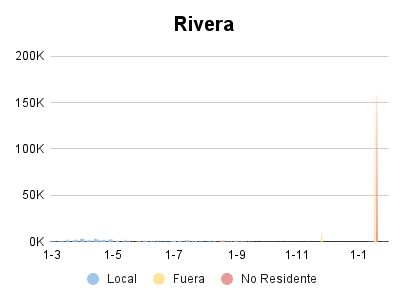 Rivera
200K
150K
100K
50K
0K
1-3 1-5 1-7 1-9 1-11 1-1
Local Fuera No Residente